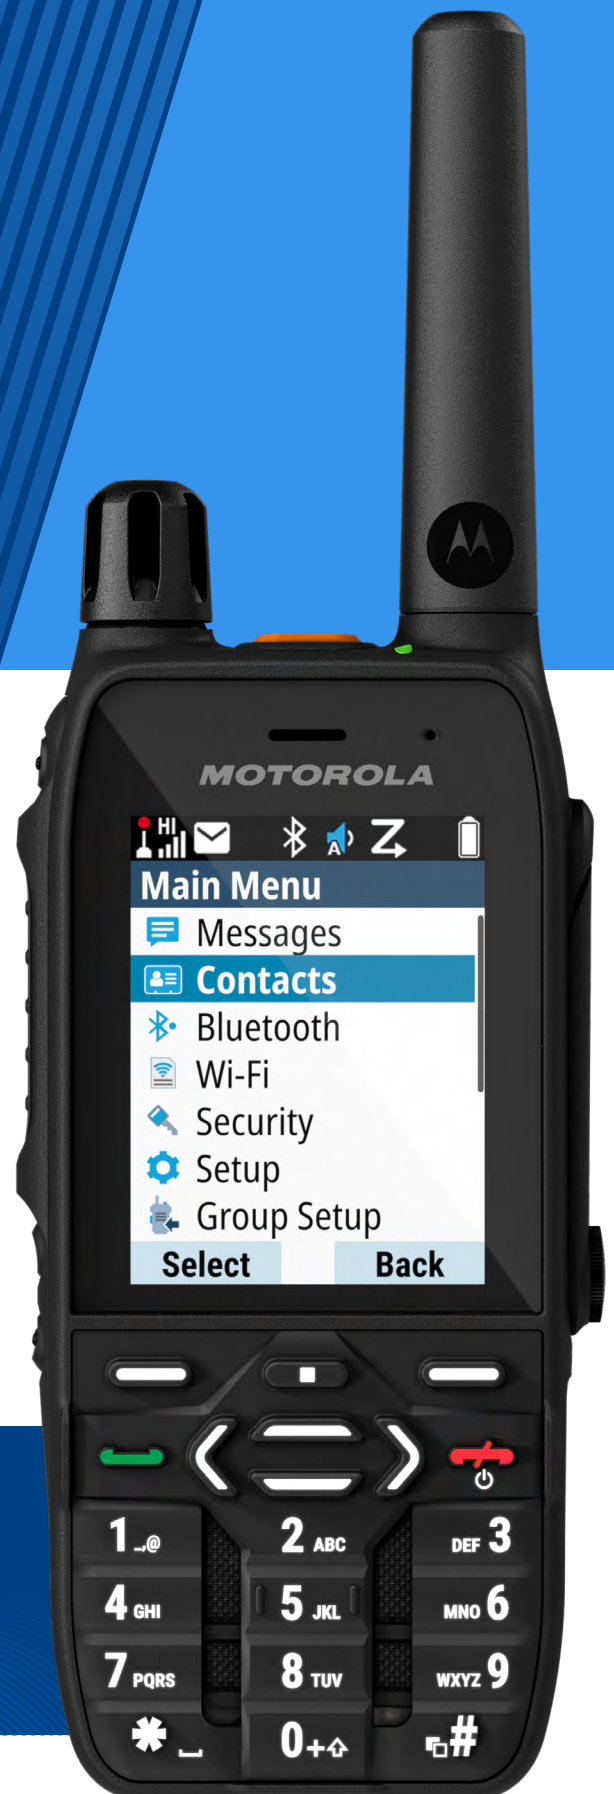 MOTOROLA
HI
A
Main Menu
Messages
Contacts
Bluetooth
Wi-Fi
Security
Setup
Group Setup
Select Back
1 .,@ 2 ABC DEF 3
4 GHI 5 JKL MNO 6
7 PQRS 8 TUV WXYZ 9
* 0+ #